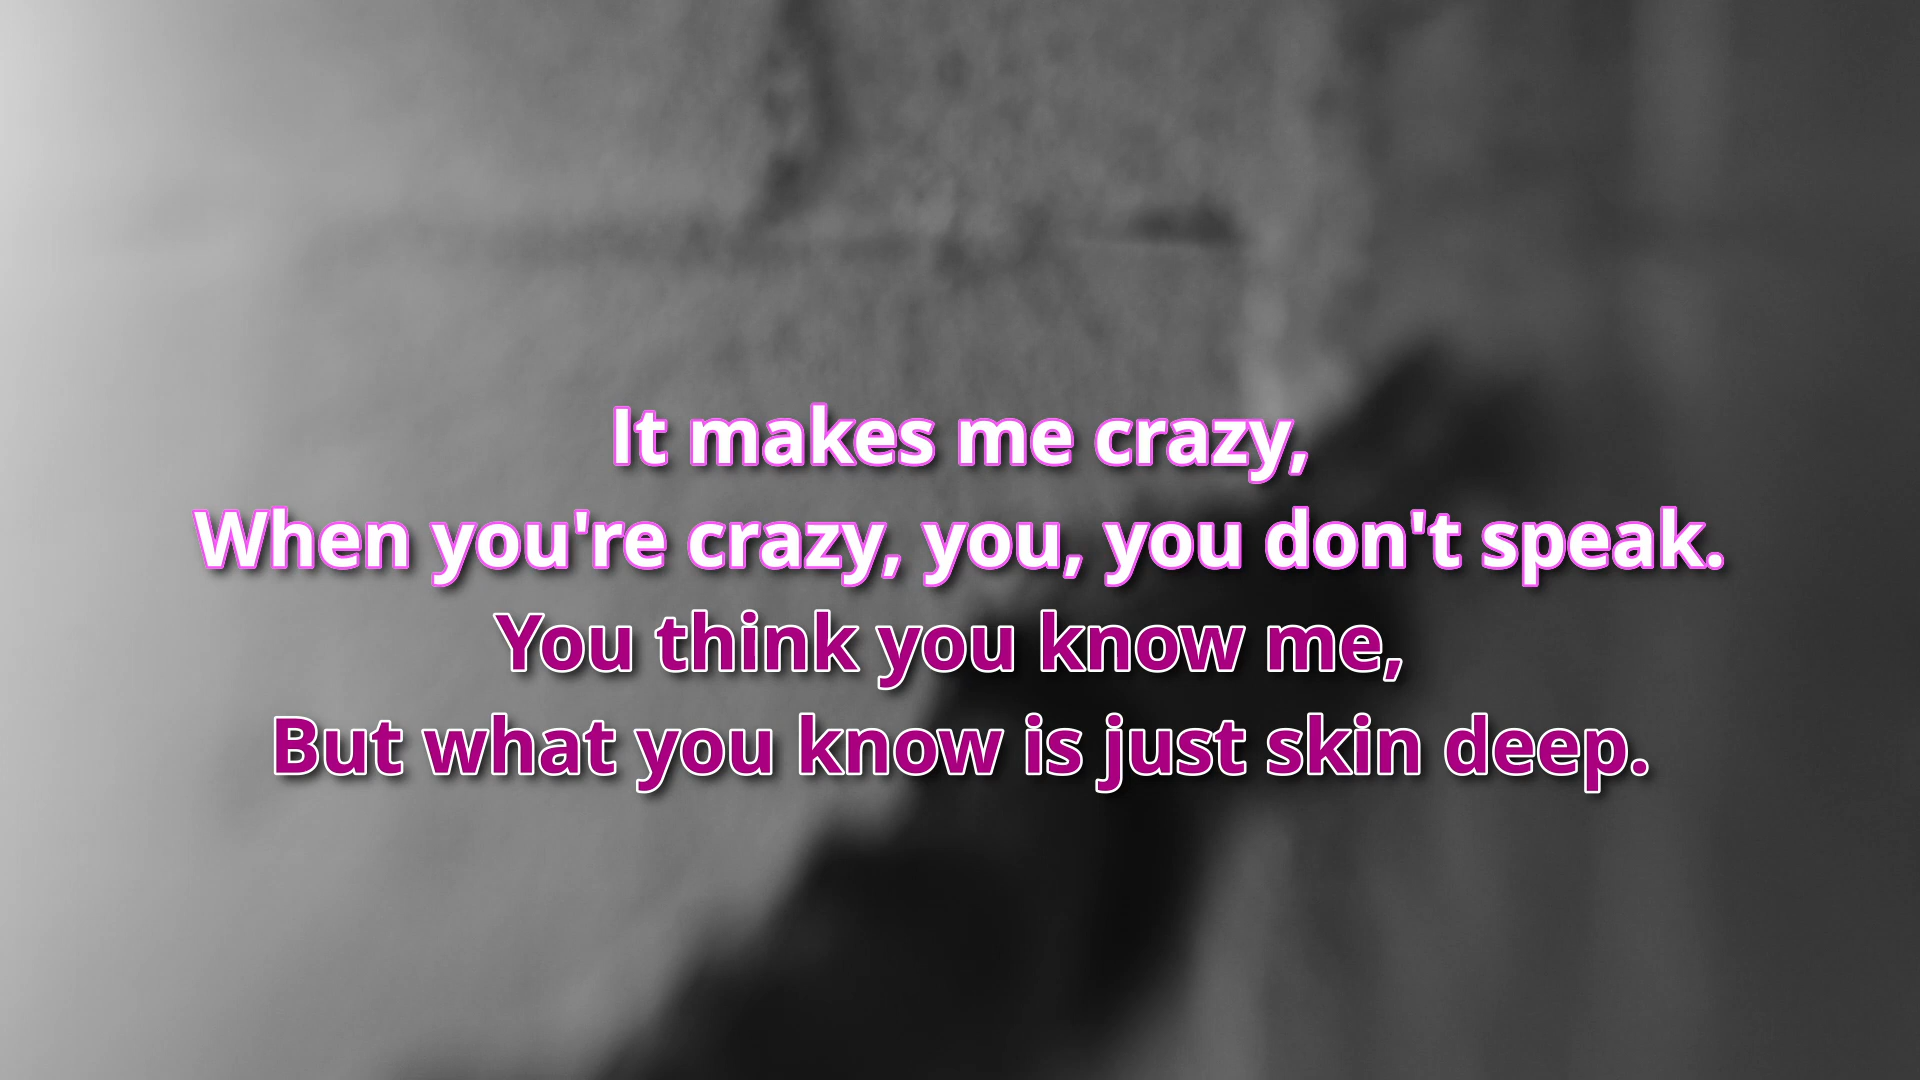 It makes me crazy,
When you're crazy, you, you don't speak.
You think you know me,
But what you know is just skin deep.